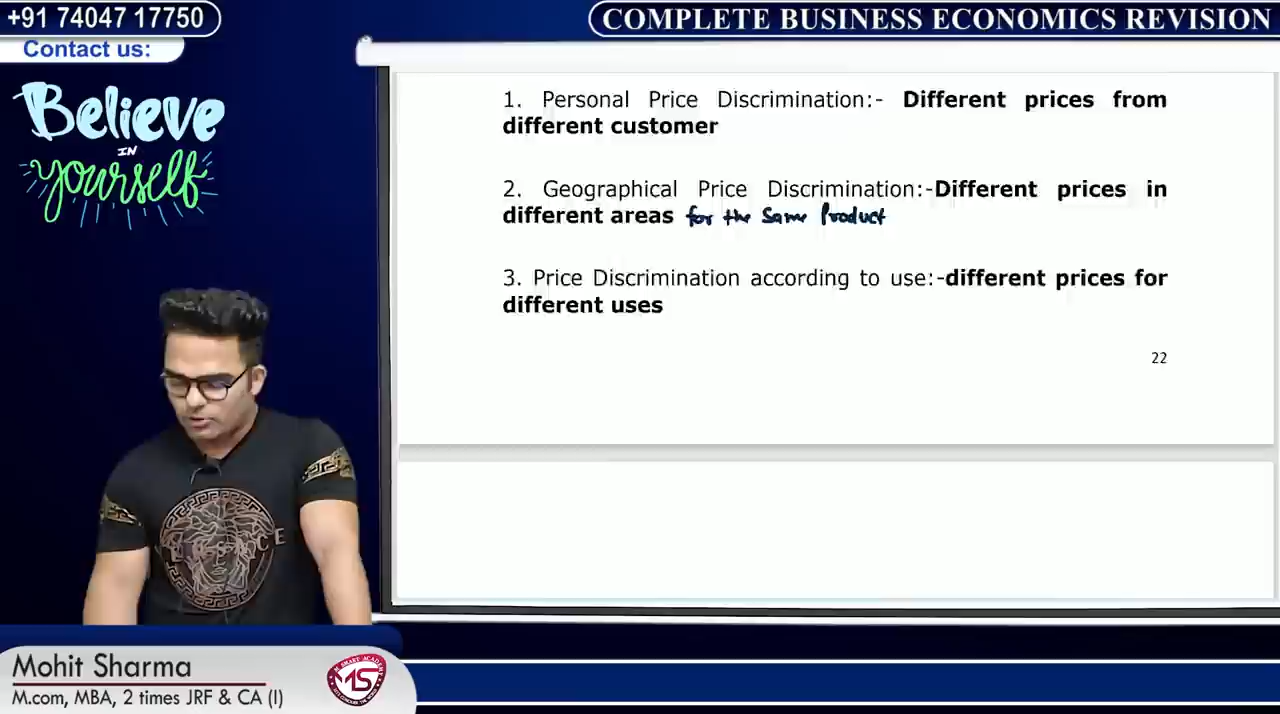 +91 74047 17750
COMPLETE BUSINESS ECONOMICS REVISION
Contact us:
Believe
IN
yourself
1. Personal Price Discrimination:- Different prices from
different customer
2. Geographical Price Discrimination:-Different prices in
different areas for the Same Product
3. Price Discrimination according to use:-different prices for
different uses
22
Mohit Sharma
M.com, MBA, 2 times JRF & CA (I)
MS